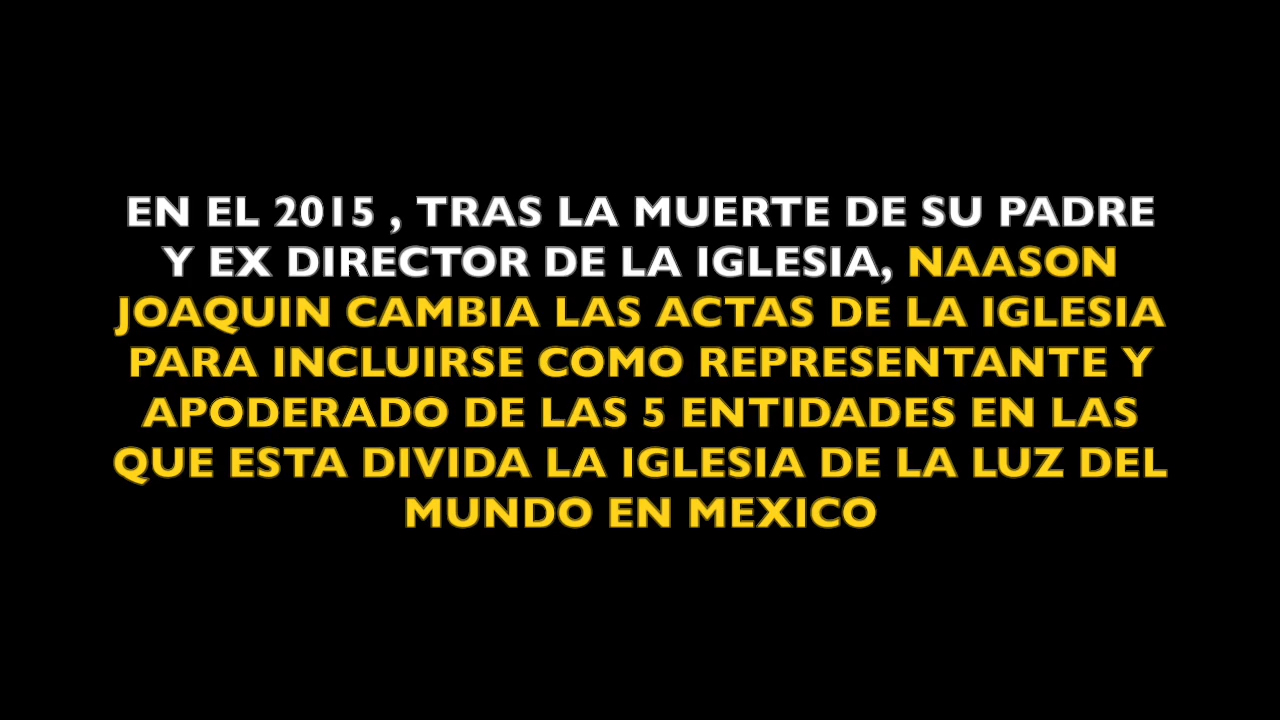 EN EL 2015 , TRAS LA MUERTE DE SU PADRE
Y EX DIRECTOR DE LA IGLESIA, NAASON
JOAQUIN CAMBIA LAS ACTAS DE LA IGLESIA
PARA INCLUIRSE COMO REPRESENTANTE Y
APODERADO DE LAS 5 ENTIDADES EN LAS
QUE ESTA DIVIDA LA IGLESIA DE LA LUZ DEL
MUNDO EN MEXICO